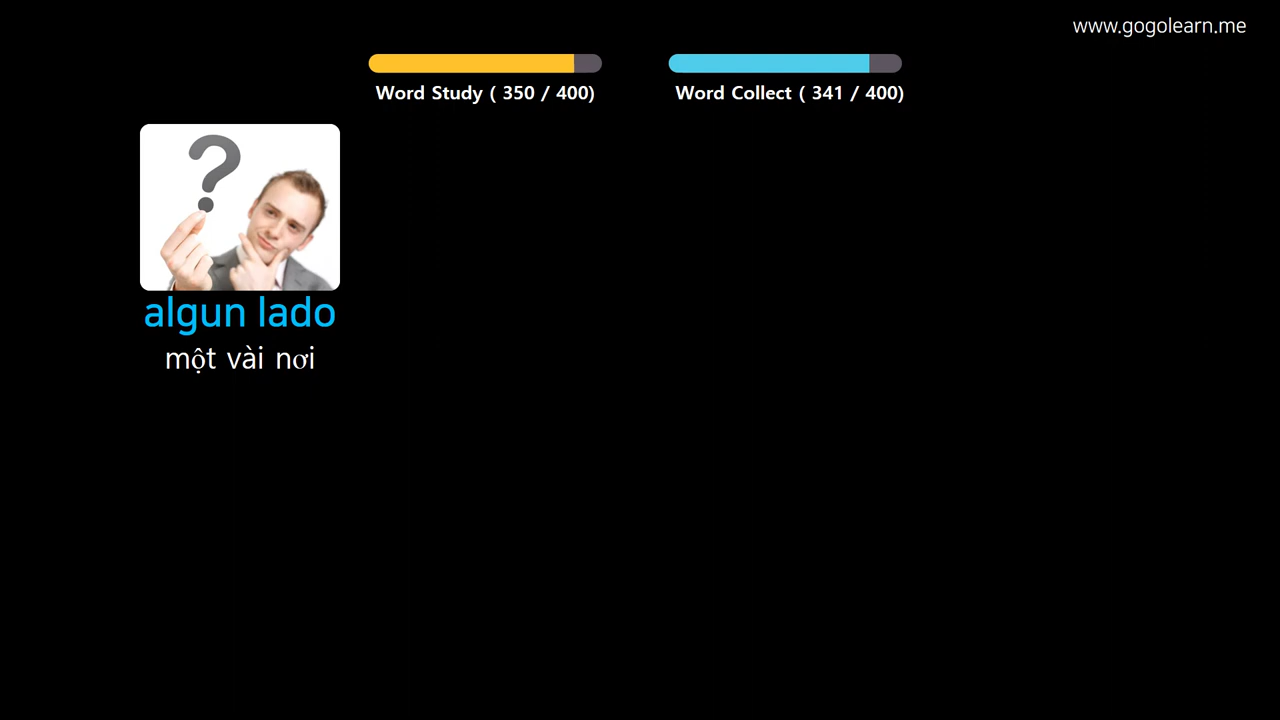 www.gogolearn.me
Word Study ( 350 / 400)
Word Collect ( 341 / 400)
?
algun lado
một vài nơi